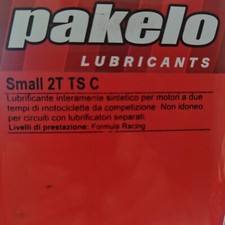 pakelo
LUBRICANTS
Small 2T TS C
Lubrificante interamente sintetico per motori a due
tempi di motociclette da competizione. Non idoneo
per circuiti con lubrificatori separati.
Livelli di prestazione: Formula Racing